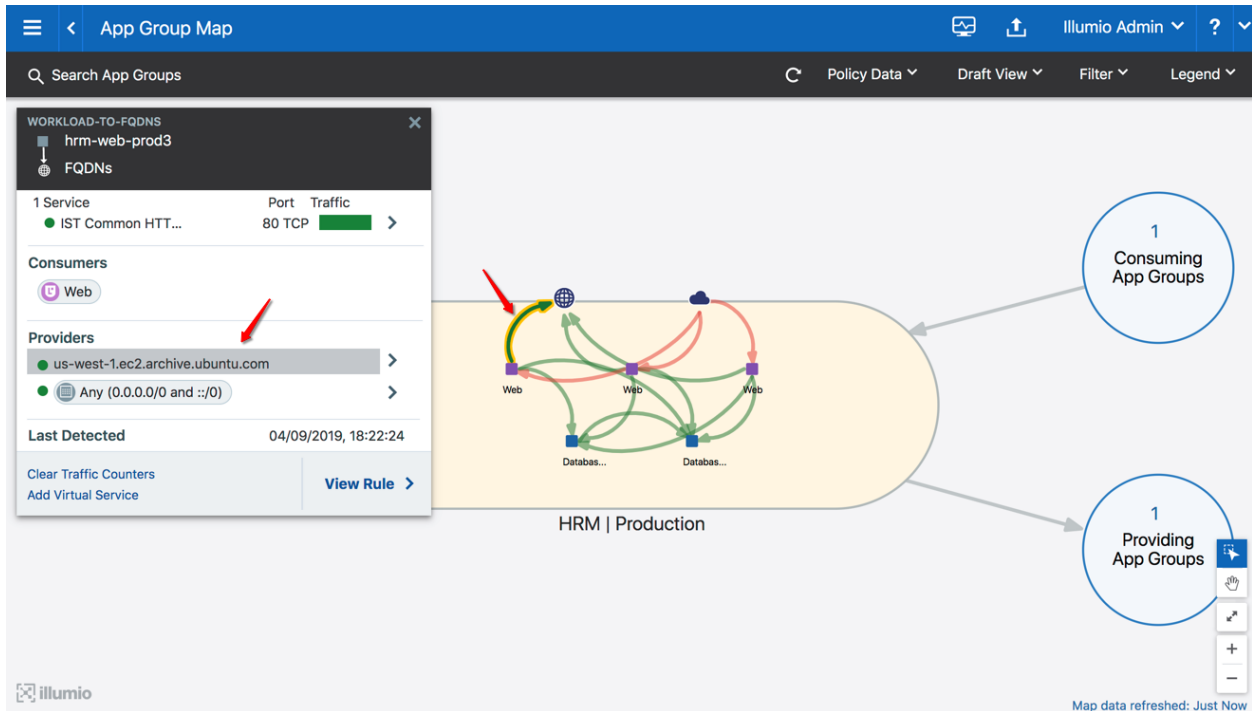 App Group Map
Illumio Admin ?
Search App Groups
Policy Data Draft View Filter Legend
WORKLOAD-TO-FQDNS
hrm-web-prod3
FQDNs
1 Service Port Traffic
IST Common HTT... 80 TCP
Consumers
Web
Providers
us-west-1.ec2.archive.ubuntu.com
Any (0.0.0.0/0 and ::/0)
Last Detected 04/09/2019, 18:22:24
Clear Traffic Counters
Add Virtual Service
View Rule
Web Web Web
Databas... Databas...
HRM | Production
1
Consuming
App Groups
1
Providing
App Groups
+
−
illumio
Map data refreshed: Just Now